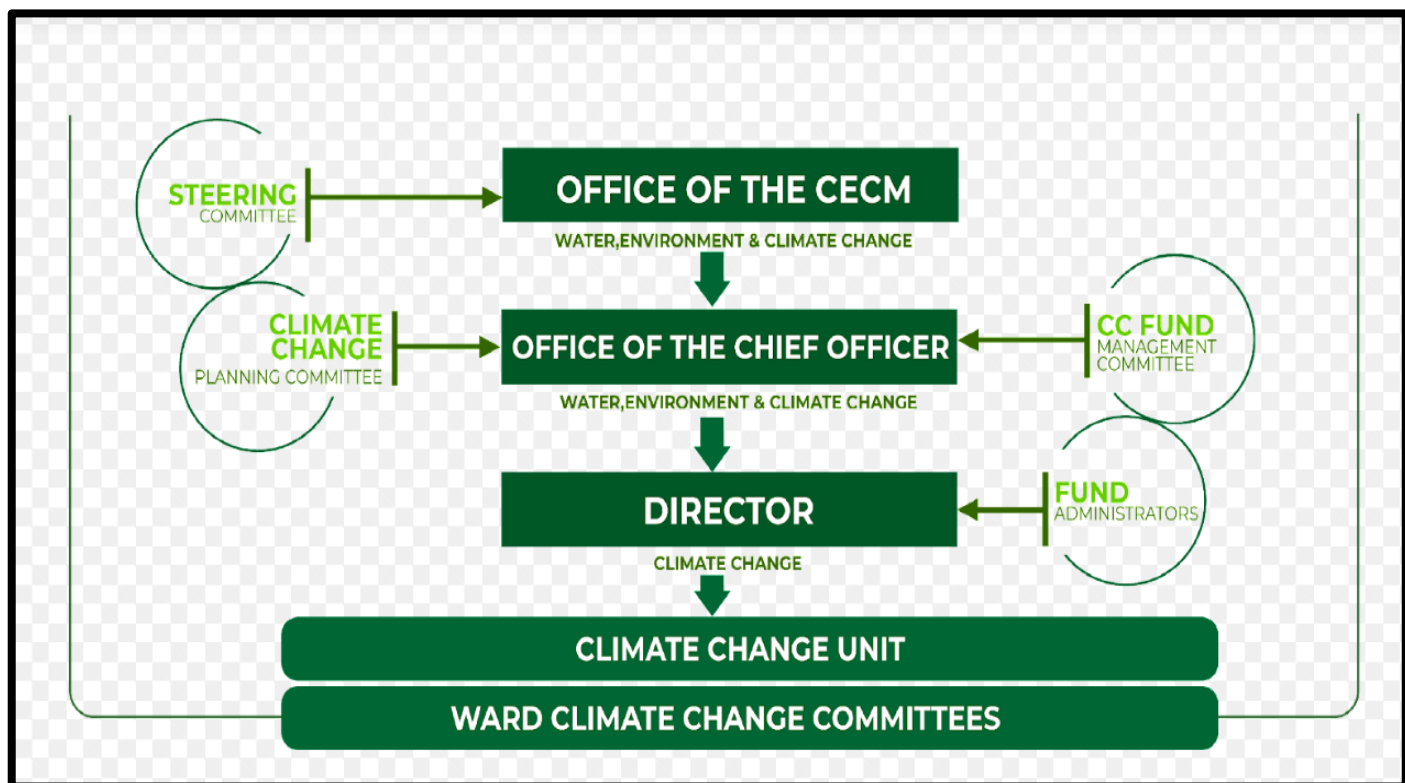 STEERING
COMMITTEE
OFFICE OF THE CECM
WATER,ENVIRONMENT & CLIMATE CHANGE
CLIMATE
CHANGE
PLANNING COMMITTEE
OFFICE OF THE CHIEF OFFICER
WATER,ENVIRONMENT & CLIMATE CHANGE
CC FUND
MANAGEMENT
COMMITTEE
DIRECTOR
CLIMATE CHANGE
FUND
ADMINISTRATORS
CLIMATE CHANGE UNIT
WARD CLIMATE CHANGE COMMITTEES